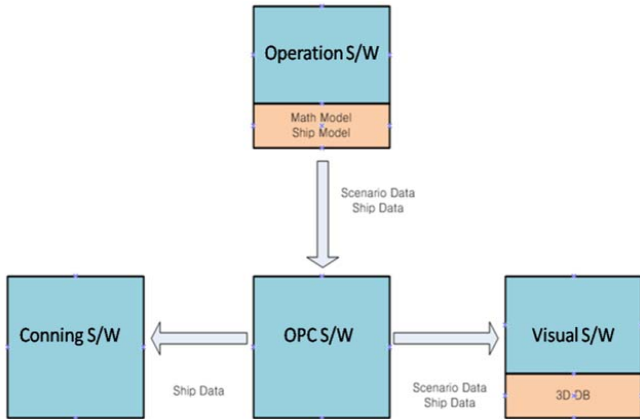 Operation S/W
Math Model
Ship Model
Scenario Data
Ship Data
Conning S/W
OPC S/W
Visual S/W
Ship Data
Scenario Data
Ship Data
3D DB